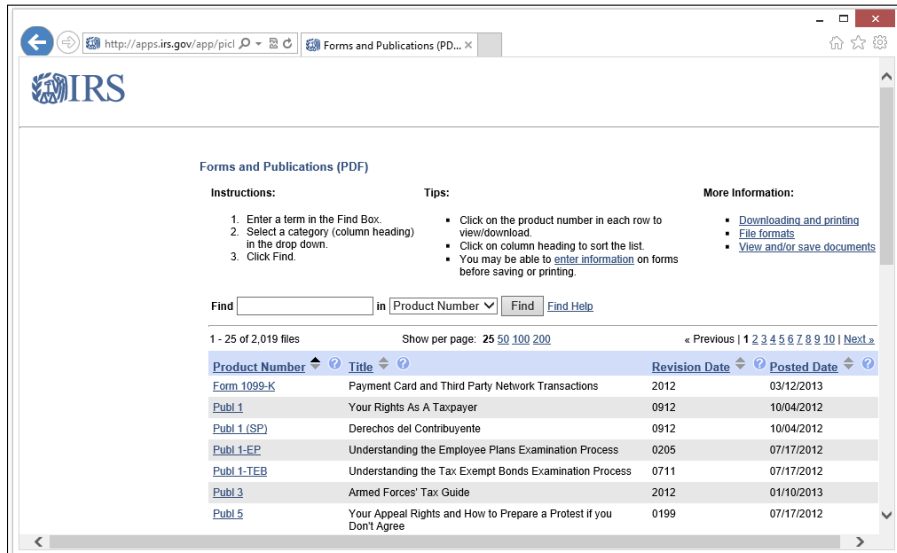 http://apps.irs.gov/app/picl
Forms and Publications (PD...
IRS
Forms and Publications (PDF)
Instructions:
1. Enter a term in the Find Box.
2. Select a category (column heading)
in the drop down.
3. Click Find.
Tips:
Click on the product number in each row to
view/download.
Click on column heading to sort the list.
You may be able to enter information on forms
before saving or printing.
More Information:
Downloading and printing
File formats
View and/or save documents
Find in Product Number Find Find Help
1 - 25 of 2,019 files Show per page: 25 50 100 200 « Previous | 1 2 3 4 5 6 7 8 9 10 | Next »
Product Number ? Title ? Revision Date ? Posted Date ?
Form 1099-K Payment Card and Third Party Network Transactions 2012 03/12/2013
Publ 1 Your Rights As A Taxpayer 0912 10/04/2012
Publ 1 (SP) Derechos del Contribuyente 0912 10/04/2012
Publ 1-EP Understanding the Employee Plans Examination Process 0205 07/17/2012
Publ 1-TEB Understanding the Tax Exempt Bonds Examination Process 0711 07/17/2012
Publ 3 Armed Forces' Tax Guide 2012 01/10/2013
Publ 5 Your Appeal Rights and How to Prepare a Protest if you 0199 07/17/2012
Don't Agree